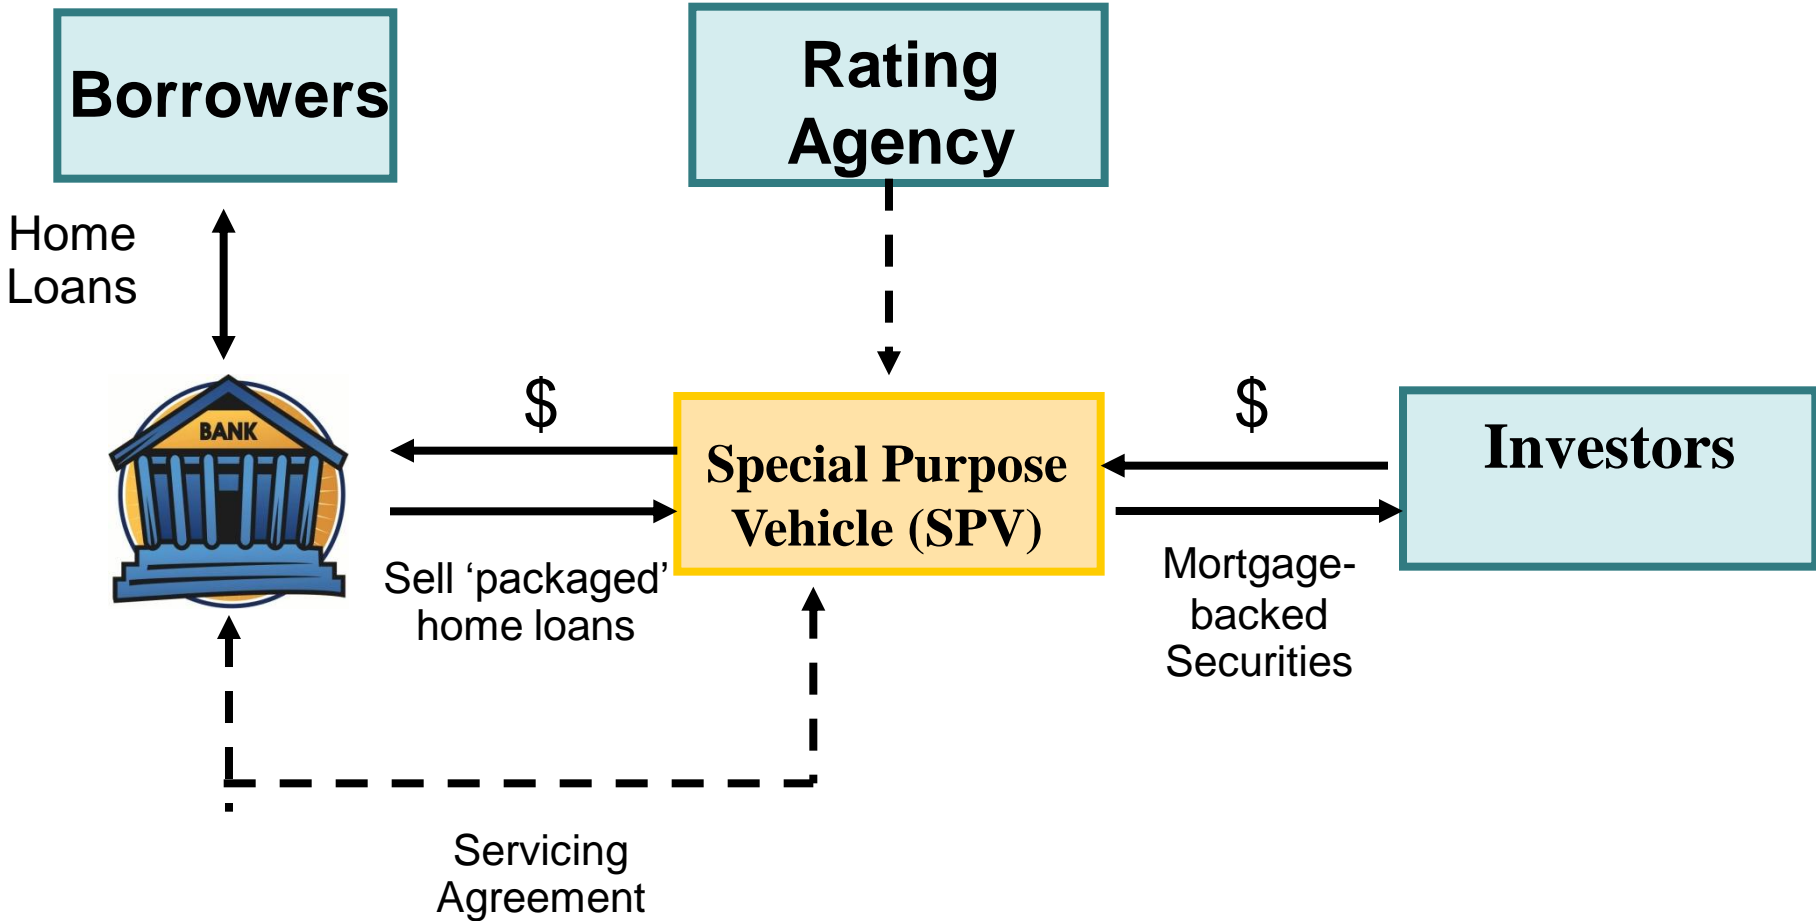 Borrowers
Rating
Agency
Home
Loans
$
$
BANK
Special Purpose
Vehicle (SPV)
Investors
Sell ‘packaged’
home loans
Mortgage-
backed
Securities
Servicing
Agreement